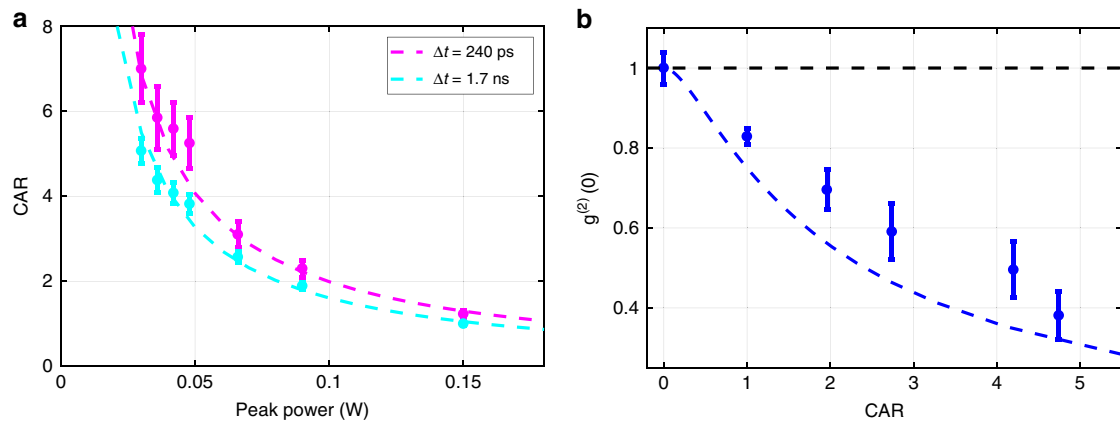 a
8
6
4
2
0
0
0.05
0.1
0.15
CAR
Peak power (W)
Δt = 240 ps
Δt = 1.7 ns
b
1
0.8
0.6
0.4
0
1
2
3
4
5
g(2)(0)
CAR